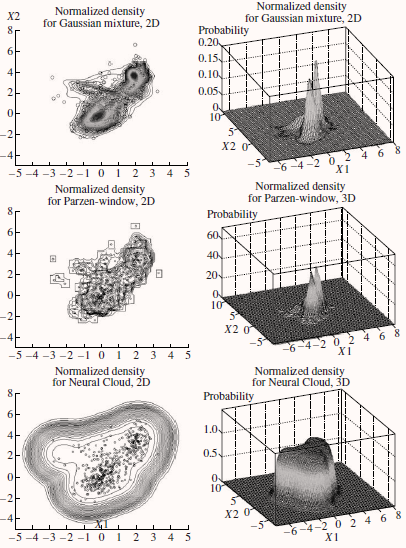 Normalized density
for Gaussian mixture, 2D
X2
8
6
4
2
0
−2
−4
−5 −4 −3 −2 −1 0 1 2 3 4 5
Normalized density
for Gaussian mixture, 2D
Probability
0.20
0.15
0.10
0.05
0
10
5
X2 0
−5
−6 −4 −2 0 2 4 6 8
X1
Normalized density
for Parzen-window, 2D
8
6
4
2
0
−2
−4
−5 −4 −3 −2 −1 0 1 2 3 4 5
Normalized density
for Parzen-window, 3D
Probability
60
40
20
0
10
5
X2 0
−5
−6 −4 −2 0 2 4 6 8
X1
Normalized density
for Neural Cloud, 2D
8
6
4
2
0
−2
−4
X1
−5 −4 −3 −2 −1 0 1 2 3 4 5
Normalized density
for Neural Cloud, 3D
Probability
1.0
0.5
0
10
5
X2 0
−5
−6 −4 −2 0 2 4 6 8
X1